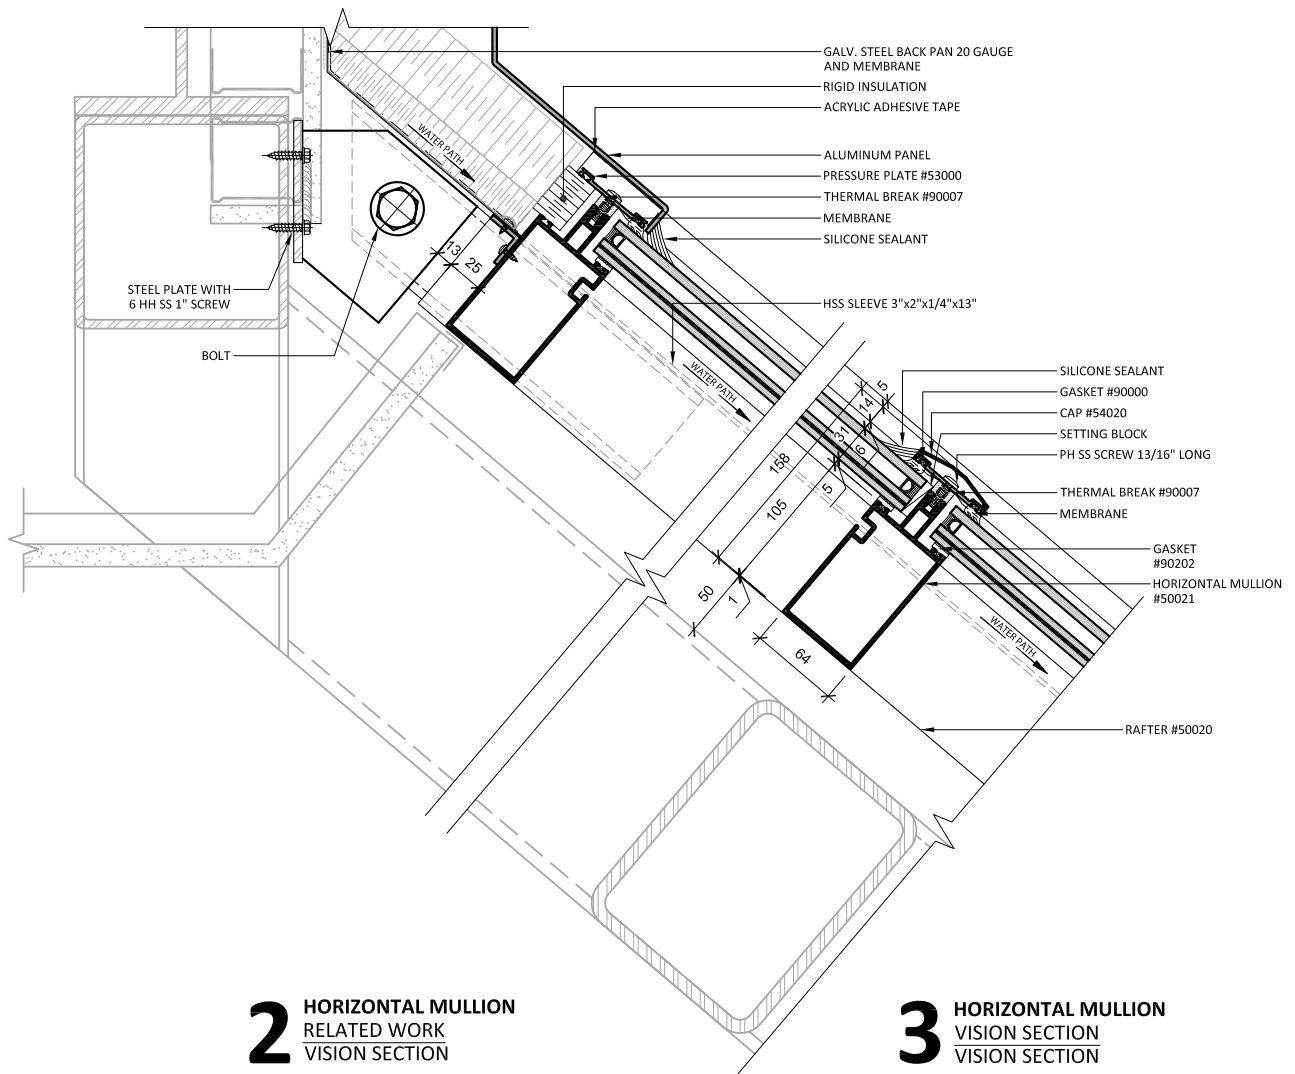 GALV. STEEL BACK PAN 20 GAUGE
AND MEMBRANE
RIGID INSULATION
ACRYLIC ADHESIVE TAPE
WATER PATH
ALUMINUM PANEL
PRESSURE PLATE #53000
THERMAL BREAK #90007
MEMBRANE
SILICONE SEALANT
13
25
STEEL PLATE WITH
6 HH SS 1" SCREW
HSS SLEEVE 3"x2"x1/4"x13"
BOLT
WATER PATH
SILICONE SEALANT
GASKET #90000
CAP #54020
SETTING BLOCK
PH SS SCREW 13/16" LONG
THERMAL BREAK #90007
MEMBRANE
GASKET
#90202
HORIZONTAL MULLION
#50021
5
14
31
6
158
5
105
50
1
64
WATER PATH
RAFTER #50020
2
HORIZONTAL MULLION
RELATED WORK
VISION SECTION
3
HORIZONTAL MULLION
VISION SECTION
VISION SECTION